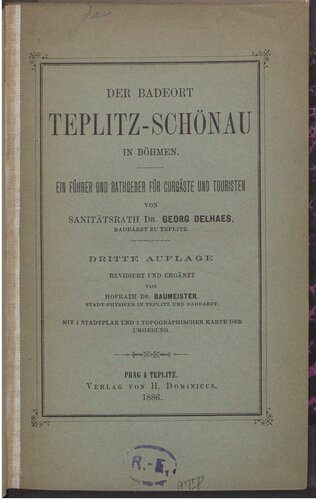 DER BADEORT
TEPLITZ-SCHÖNAU
IN BÖHMEN.
EIN FÜHRER UND RATHGEBER FÜR CURGÄSTE UND TOURISTEN
VON
SANITÄTSRATH DR. GEORG DELHAES,
BADEARZT ZU TEPLITZ.
DRITTE AUFLAGE
REVIDIERT UND ERGÄNZT
VON
HOFRATH DR. BAUMEISTER,
STADT-PHYSICUS IN TEPLITZ UND BADEARZT.
MIT 1 STADTPLAN UND 1 TOPOGRAPHISCHEN KARTE DER
UMGEBUNG.
PRAG & TEPLITZ.
VERLAG VON H. DOMINICUS.
1886.
R.-E.